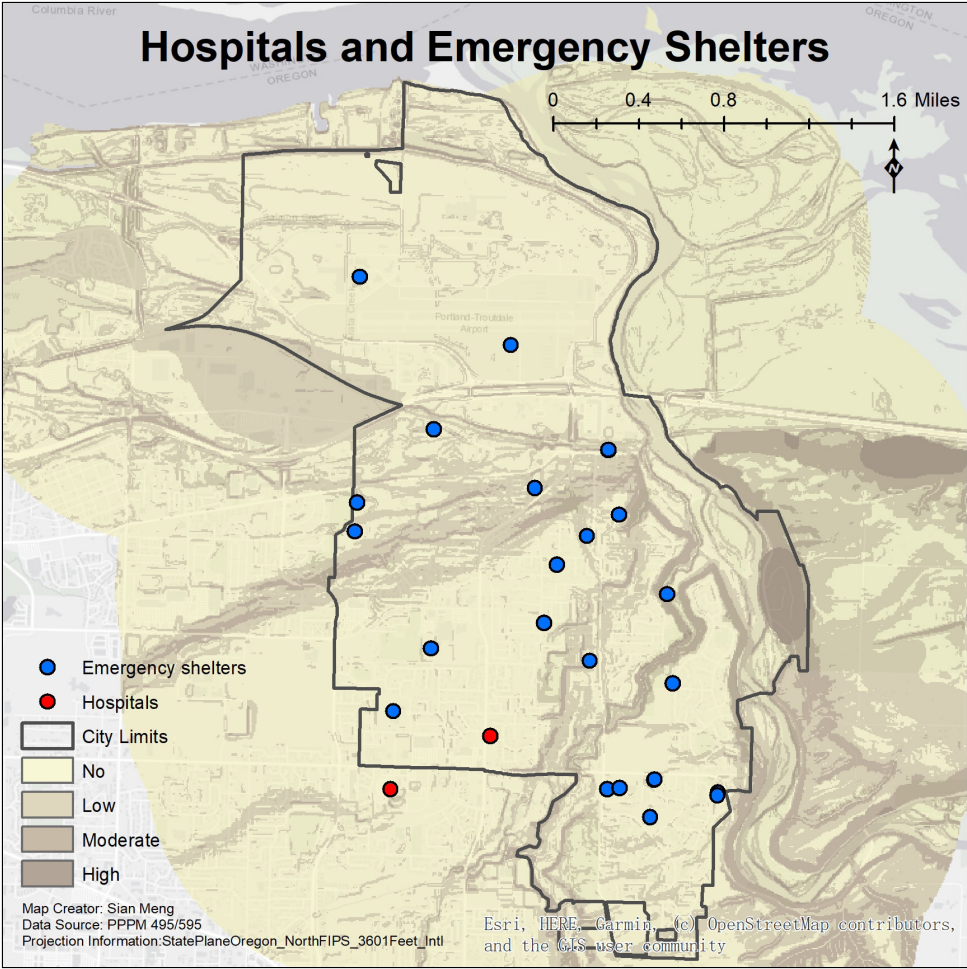 Columbia River
WASHINGTON
OREGON
Hospitals and Emergency Shelters
OREGON
0 0.4 0.8 1.6 Miles
N
Portland-Troutdale
Airport
Emergency shelters
Hospitals
City Limits
No
Low
Moderate
High
Map Creator: Sian Meng
Data Source: PPPM 495/595
Projection Information:StatePlaneOregon_NorthFIPS_3601Feet_Intl
Esri, HERE, Garmin, (c) OpenStreetMap contributors,
and the GIS user community